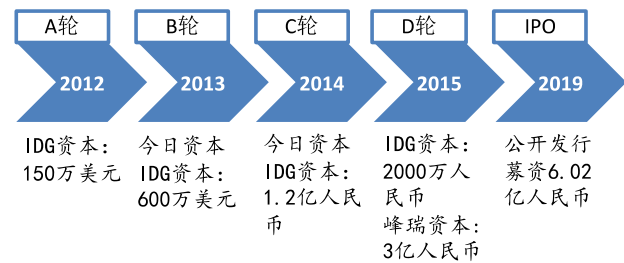 A轮
2012
IDG资本:
150万美元
B轮
2013
今日资本
IDG资本:
600万美元
C轮
2014
今日资本
IDG资本:
1.2亿人民
币
D轮
2015
IDG资本:
2000万人
民币
峰瑞资本:
3亿人民币
IPO
2019
公开发行
募资6.02
亿人民币